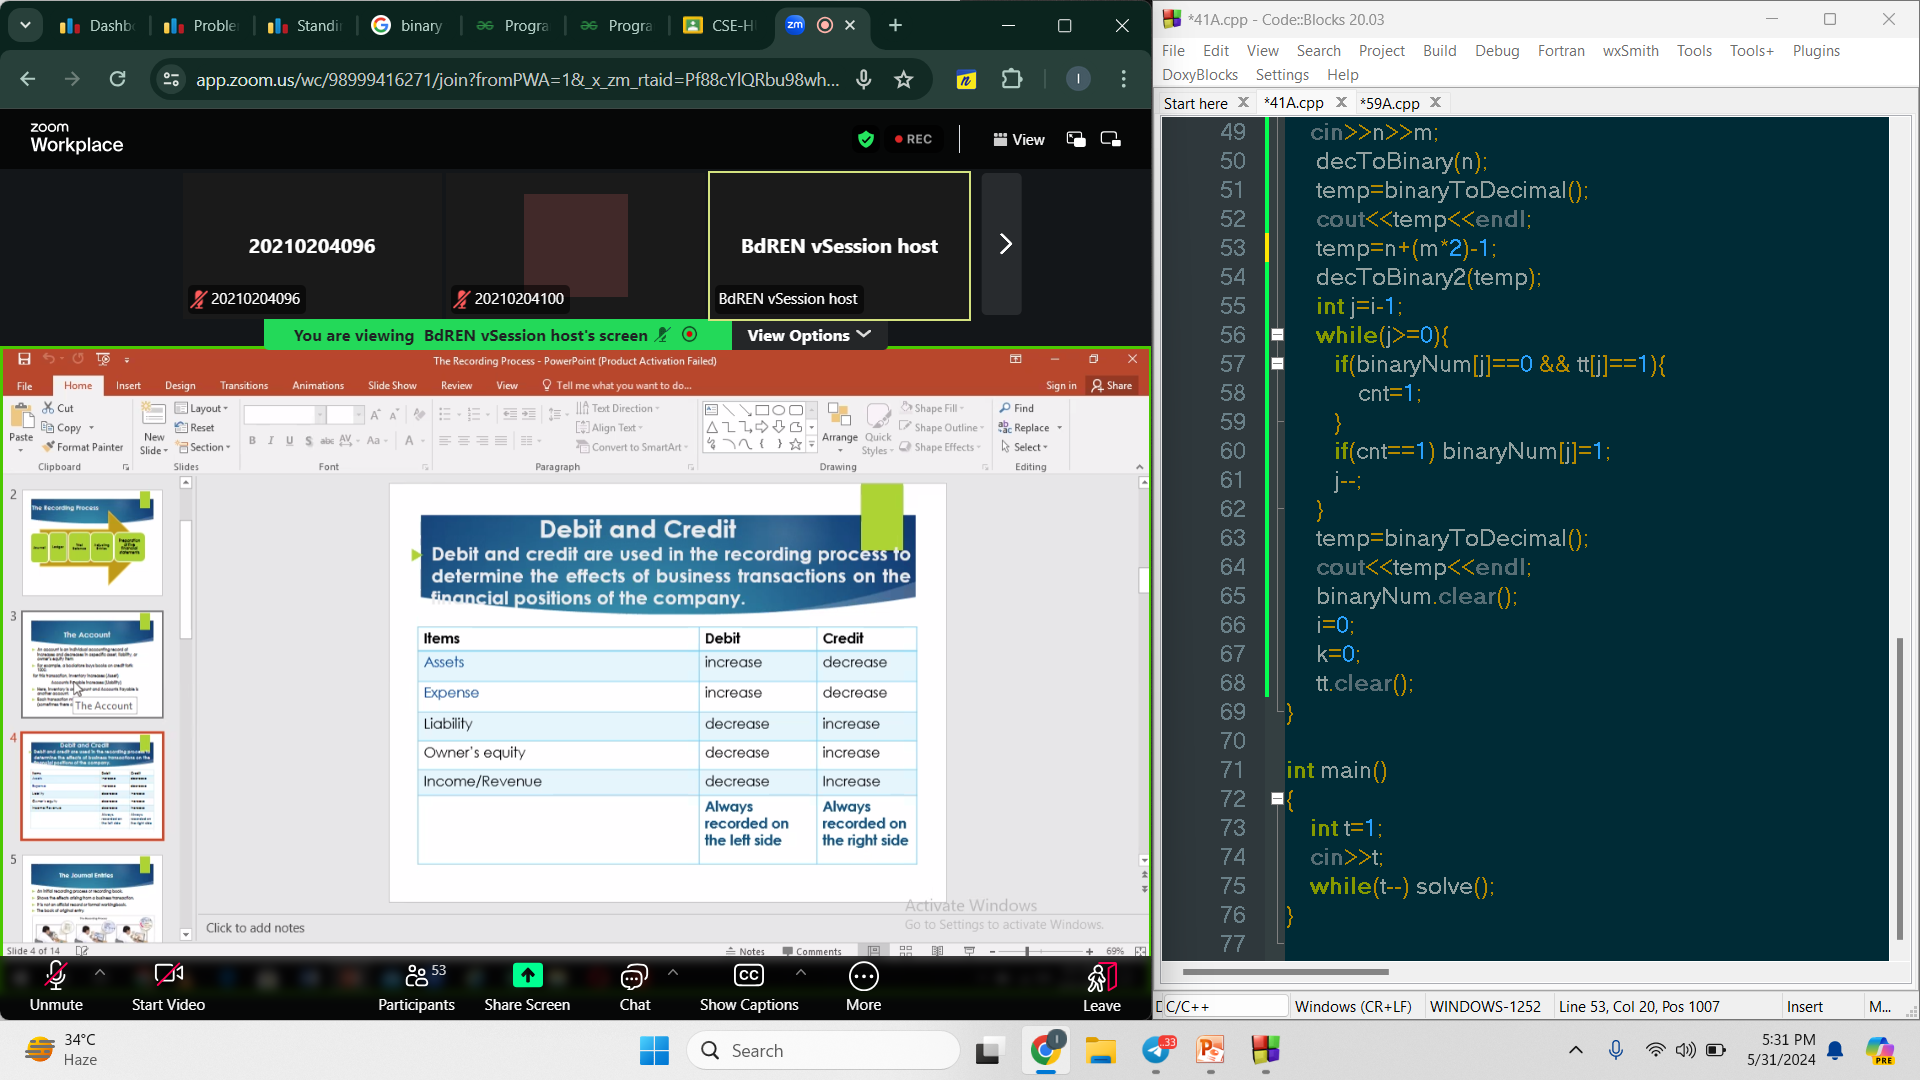 Dashb
Proble
Standi
binary
Progra
Progra
CSE-H
zm
app.zoom.us/wc/98999416271/join?fromPWA=1&_x_zm_rtaid=Pf88cYlQRbu98wh...
zoom
Workplace
REC
View
20210204096
BdREN vSession host
20210204096
20210204100
BdREN vSession host
You are viewing BdREN vSession host's screen
View Options
The Recording Process - PowerPoint (Product Activation Failed)
File
Home
Insert
Design
Transitions
Animations
Slide Show
Review
View
Tell me what you want to do...
Sign in
Share
Paste
Cut
Copy
Format Painter
Clipboard
New
Slide
Layout
Reset
Section
Slides
Font
Text Direction
Align Text
Convert to SmartArt
Paragraph
Arrange
Quick
Styles
Shape Fill
Shape Outline
Shape Effects
Drawing
Find
Replace
Select
Editing
2
The Recording Process
3
The Account
The Account
4
Debit and Credit
5
The Journal Entries
Debit and Credit
Debit and credit are used in the recording process to
determine the effects of business transactions on the
financial positions of the company.
Items Debit Credit
Assets increase decrease
Expense increase decrease
Liability decrease increase
Owner's equity decrease increase
Income/Revenue decrease Increase
Always recorded on the left side
Always recorded on the right side
Click to add notes
Activate Windows
Go to Settings to activate Windows.
Slide 4 of 14
Notes
Comments
69%
Unmute
Start Video
Participants
53
Share Screen
Chat
CC
Show Captions
More
Leave
*41A.cpp - Code::Blocks 20.03
File Edit View Search Project Build Debug Fortran wxSmith Tools Tools+ Plugins
DoxyBlocks Settings Help
Start here *41A.cpp *59A.cpp
49 cin>>n>>m;
50 decToBinary(n);
51 temp=binaryToDecimal();
52 cout<<temp<<endl;
53 temp=n+(m*2)-1;
54 decToBinary2(temp);
55 int j=i-1;
56 while(j>=0){
57 if(binaryNum[j]==0 && tt[j]==1){
58 cnt=1;
59 }
60 if(cnt==1) binaryNum[j]=1;
61 j--;
62 }
63 temp=binaryToDecimal();
64 cout<<temp<<endl;
65 binaryNum.clear();
66 i=0;
67 k=0;
68 tt.clear();
69 }
70
71 int main()
72 {
73 int t=1;
74 cin>>t;
75 while(t--) solve();
76 }
77
C/C++ Windows (CR+LF) WINDOWS-1252 Line 53, Col 20, Pos 1007 Insert M...
34°C
Haze
Search
33
5:31 PM
5/31/2024
PRE